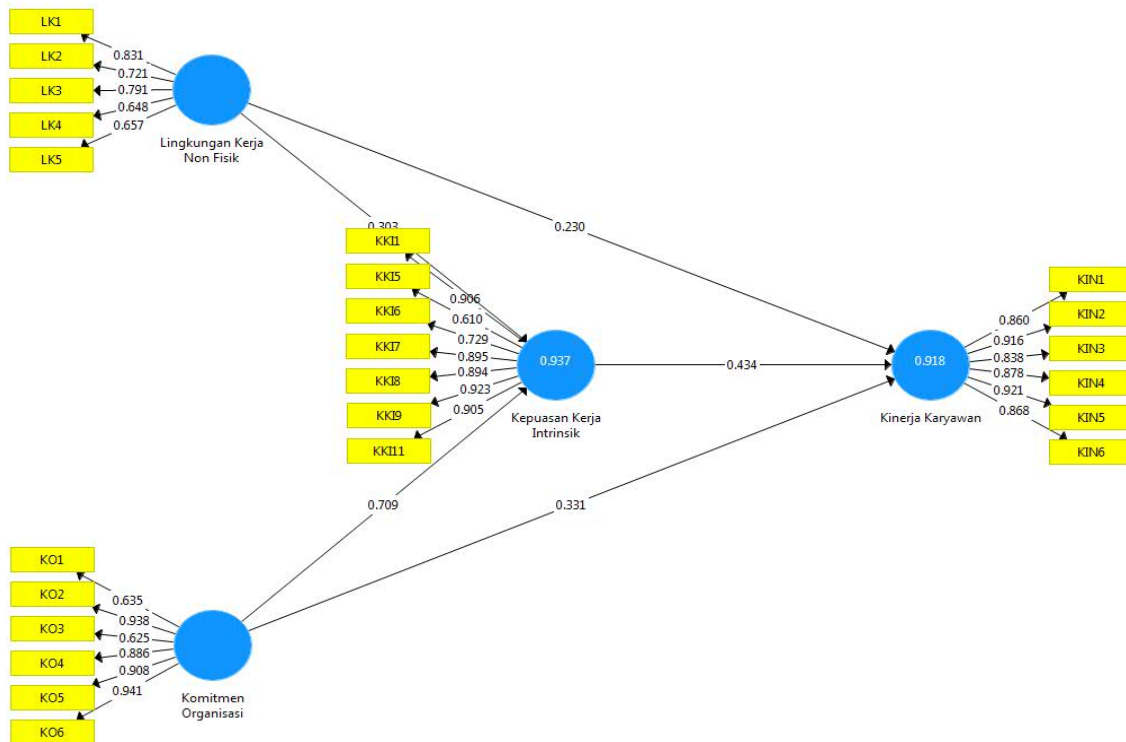 LK1
LK2
LK3
LK4
LK5
0.831
0.721
0.791
0.648
0.657
Lingkungan Kerja
Non Fisik
0.303
0.230
KKI1
KKI5
KKI6
KKI7
KKI8
KKI9
KKI11
0.906
0.610
0.729
0.895
0.894
0.923
0.905
0.937
Kepuasan Kerja
Intrinsik
0.434
0.918
Kinerja Karyawan
0.860
0.916
0.838
0.878
0.921
0.868
KIN1
KIN2
KIN3
KIN4
KIN5
KIN6
0.709
0.331
KO1
KO2
KO3
KO4
KO5
KO6
0.635
0.938
0.625
0.886
0.908
0.941
Komitmen
Organisasi